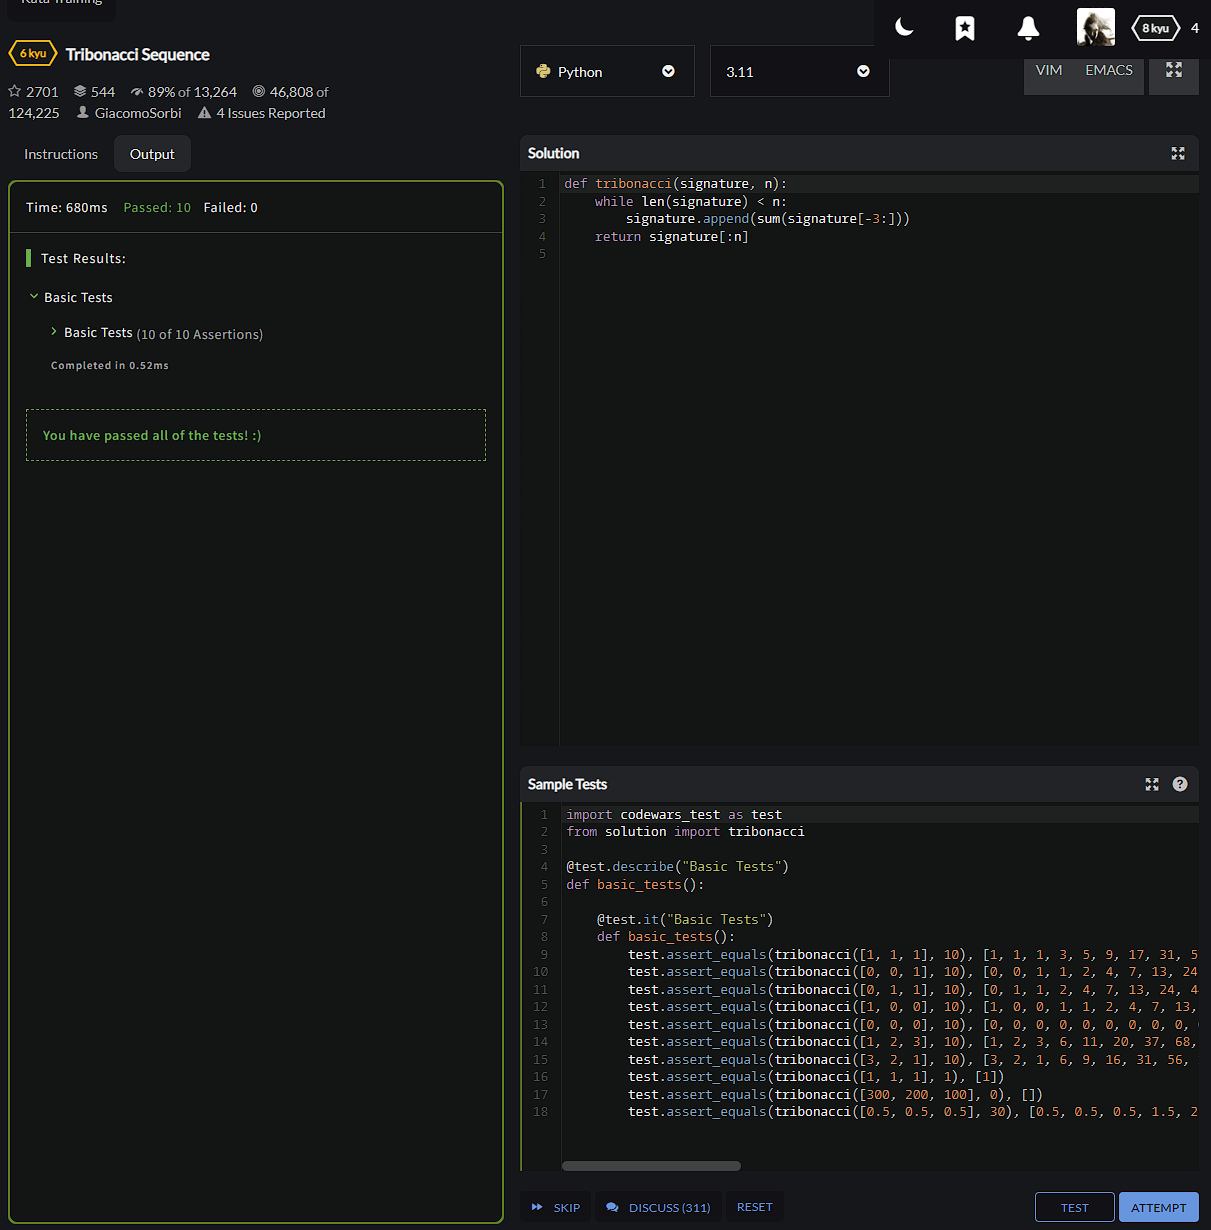 Kata Training
8 kyu 4
6 kyu Tribonacci Sequence
Python
3.11
VIM EMACS
2701 544 89% of 13,264 46,808 of
124,225 GiacomoSorbi 4 Issues Reported
Instructions Output
Time: 680ms Passed: 10 Failed: 0
Test Results:
Basic Tests
Basic Tests (10 of 10 Assertions)
Completed in 0.52ms
You have passed all of the tests! :)
Solution
1 def tribonacci(signature, n):
2 while len(signature) < n:
3 signature.append(sum(signature[-3:]))
4 return signature[:n]
5
Sample Tests
1 import codewars_test as test
2 from solution import tribonacci
3
4 @test.describe("Basic Tests")
5 def basic_tests():
6
7 @test.it("Basic Tests")
8 def basic_tests():
9 test.assert_equals(tribonacci([1, 1, 1], 10), [1, 1, 1, 3, 5, 9, 17, 31, 5
10 test.assert_equals(tribonacci([0, 0, 1], 10), [0, 0, 1, 1, 2, 4, 7, 13, 24
11 test.assert_equals(tribonacci([0, 1, 1], 10), [0, 1, 1, 2, 4, 7, 13, 24, 4
12 test.assert_equals(tribonacci([1, 0, 0], 10), [1, 0, 0, 1, 1, 2, 4, 7, 13,
13 test.assert_equals(tribonacci([0, 0, 0], 10), [0, 0, 0, 0, 0, 0, 0, 0, 0,
14 test.assert_equals(tribonacci([1, 2, 3], 10), [1, 2, 3, 6, 11, 20, 37, 68,
15 test.assert_equals(tribonacci([3, 2, 1], 10), [3, 2, 1, 6, 9, 16, 31, 56,
16 test.assert_equals(tribonacci([1, 1, 1], 1), [1])
17 test.assert_equals(tribonacci([300, 200, 100], 0), [])
18 test.assert_equals(tribonacci([0.5, 0.5, 0.5], 30), [0.5, 0.5, 0.5, 1.5, 2
SKIP DISCUSS (311) RESET TEST ATTEMPT